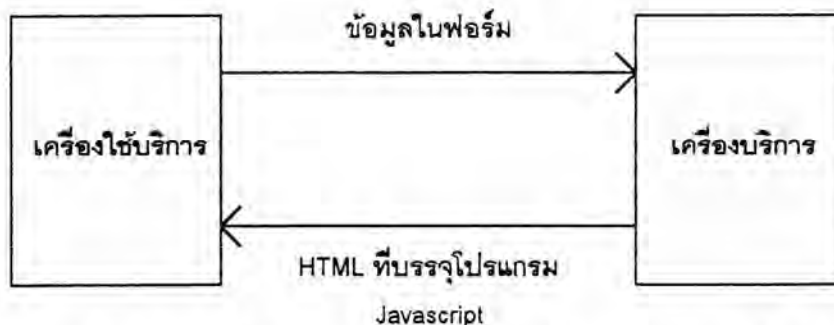 ข้อมูลในฟอร์ม
เครื่องใช้บริการ
เครื่องบริการ
HTML ที่บรรจุโปรแกรม
Javascript